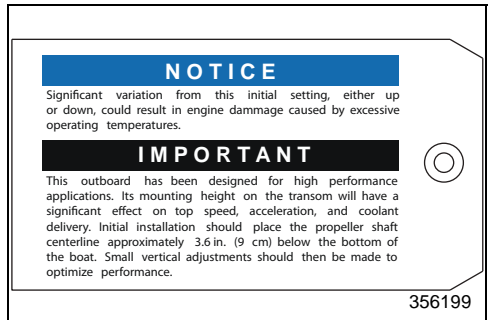 NOTICE
Significant variation from this initial setting, either up
or down, could result in engine dammage caused by excessive
operating temperatures.
IMPORTANT
This outboard has been designed for high performance
applications. Its mounting height on the transom will have a
significant effect on top speed, acceleration, and coolant
delivery. Initial installation should place the propeller shaft
centerline approximately 3.6 in. (9 cm) below the bottom of
the boat. Small vertical adjustments should then be made to
optimize performance.
356199